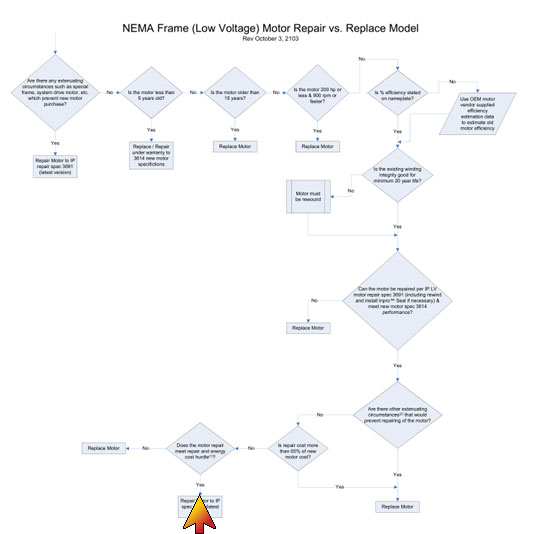 NEMA Frame (Low Voltage) Motor Repair vs. Replace Model
Rev October 3, 2103
Are there any extenuating
circumstances such as special
frame, system drive motor, etc.
which prevent new motor
purchase?
No
Is the motor less than
5 years old?
No
Is the motor older than
15 years?
No
Is the motor 200 hp or
less & 900 rpm or
faster?
No
Is % efficiency stated
on nameplate?
No
Use OEM motor
vendor supplied
efficiency
estimation data
to estimate old
motor efficiency
Yes
Yes
Yes
Yes
Yes
Repair Motor to IP
repair spec 3691
(latest version)
Replace / Repair
under warranty to
3614 new motor
specifictions
Replace Motor
Replace Motor
Is the existing winding
integrity good for
minimum 20 year life?
No
Motor must
be rewound
Yes
Can the motor be repaired per IP LV
motor repair spec 3691 (including rewind
and install Inpro™ Seal if necessary) &
meet new motor spec 3614
performance?
No
Replace Motor
Yes
Are there other extenuating
circumstances that would
prevent repairing of the motor?
No
Is repair cost more
than 65% of new
motor cost?
No
Does the motor repair
meet repair and energy
cost hurdle
No
Replace Motor
Yes
Yes
Yes
Replace Motor
Motor to IP